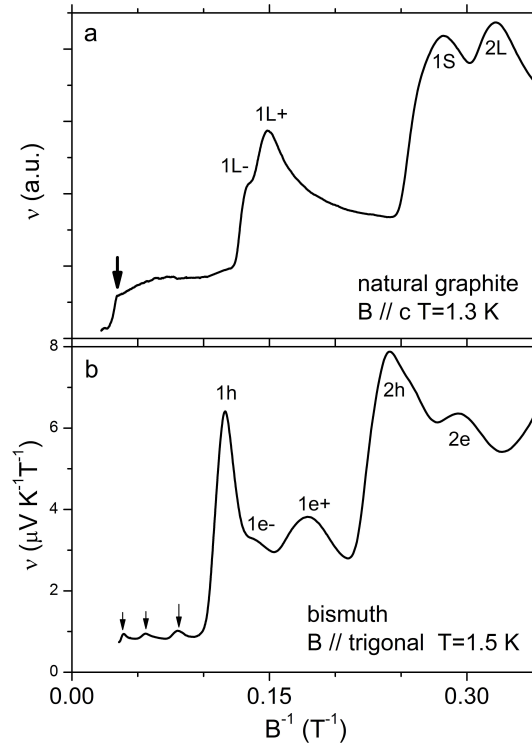 a
1S
2L
1L+
1L-
ν (a.u.)
natural graphite
B // c T=1.3 K
b
8
6
4
2
0
ν (μV K⁻¹T⁻¹)
1h
2h
1e-
1e+
2e
bismuth
B // trigonal T=1.5 K
0.00
0.15
0.30
B⁻¹ (T⁻¹)